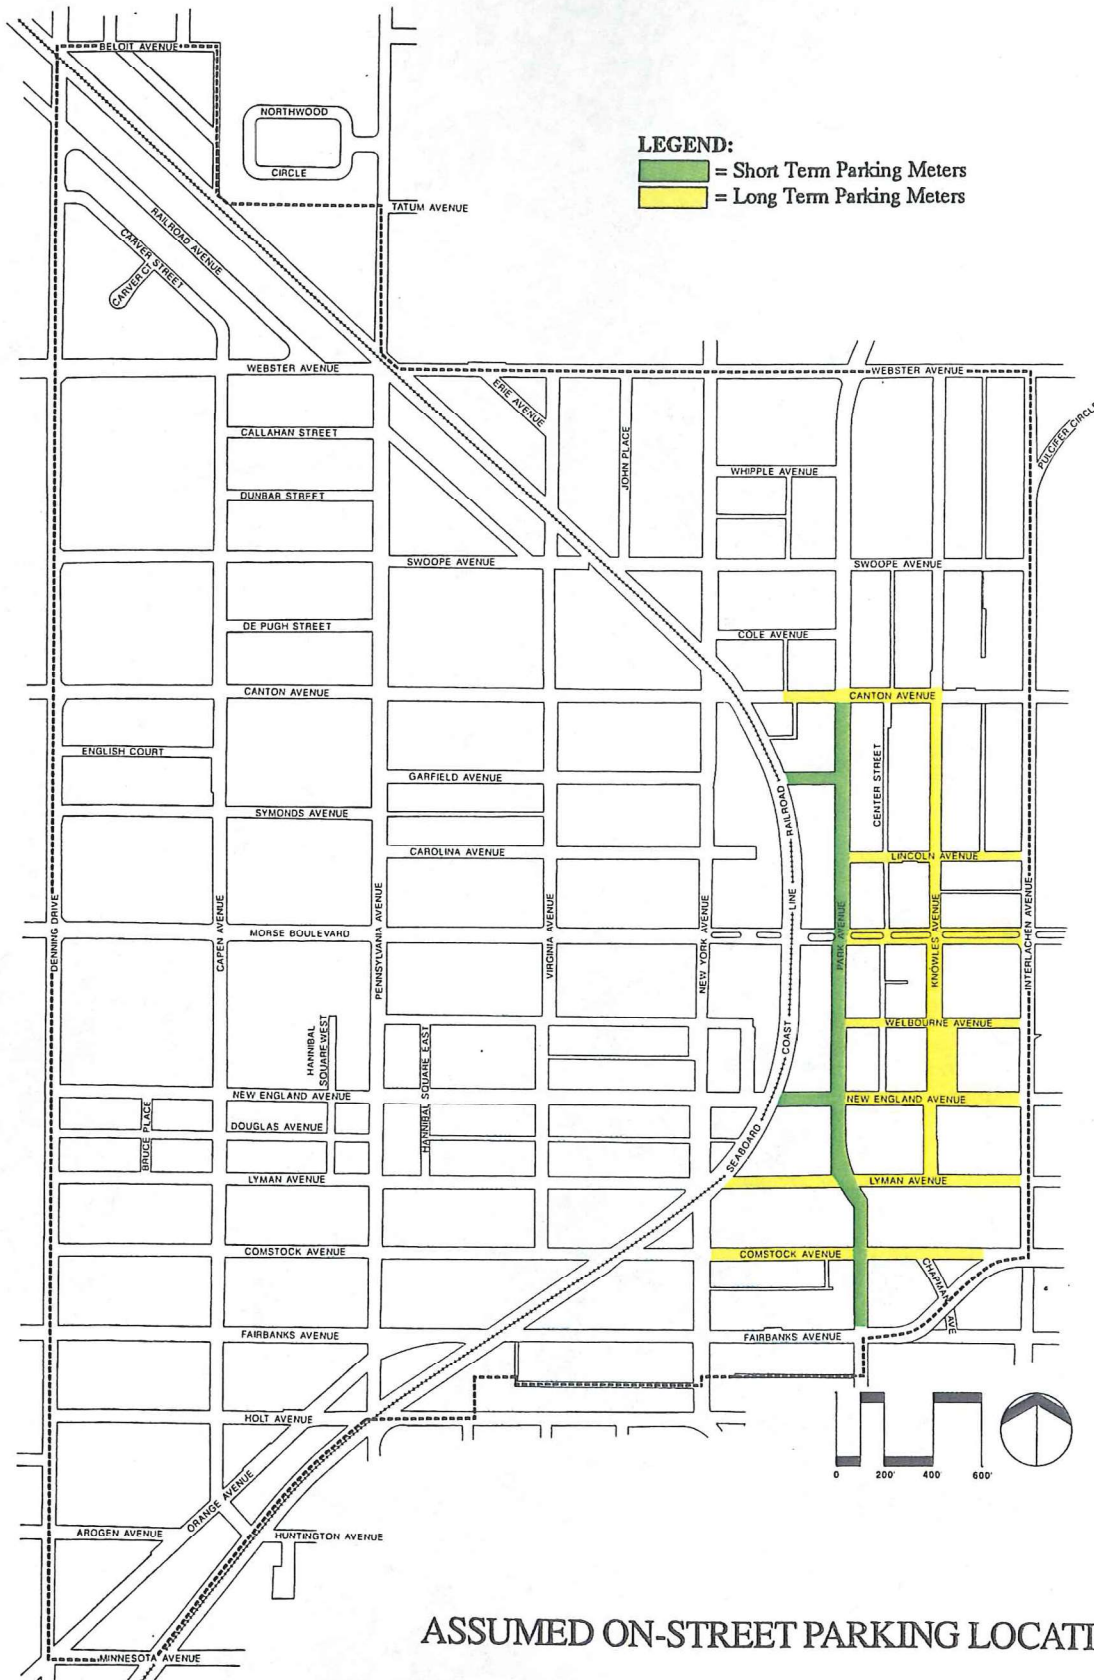 BELOIT AVENUE
NORTHWOOD
CIRCLE
LEGEND:
= Short Term Parking Meters
= Long Term Parking Meters
TATUM AVENUE
RAILROAD AVENUE
CARVER STREET
CARVER CT
WEBSTER AVENUE
WEBSTER AVENUE
ERIE AVENUE
PULCIFER CIRCLE
CALLAHAN STREET
JOHN PLACE
WHIPPLE AVENUE
DUNBAR STREET
SWOOPE AVENUE
SWOOPE AVENUE
DE PUGH STREET
COLE AVENUE
CANTON AVENUE
CANTON AVENUE
ENGLISH COURT
GARFIELD AVENUE
CENTER STREET
SYMONDS AVENUE
CAROLINA AVENUE
LINCOLN AVENUE
DENNING DRIVE
CAPEN AVENUE
MORSE BOULEVARD
PENNSYLVANIA AVENUE
VIRGINIA AVENUE
NEW YORK AVENUE
SEABOARD COAST LINE RAILROAD
PARK AVENUE
KNOWLES AVENUE
INTERLACHEN AVENUE
WELBOURNE AVENUE
HANNIBAL
SQUARE WEST
HANNIBAL SQUARE EAST
NEW ENGLAND AVENUE
NEW ENGLAND AVENUE
BRUCE PLACE
DOUGLAS AVENUE
LYMAN AVENUE
LYMAN AVENUE
COMSTOCK AVENUE
COMSTOCK AVENUE
CHAPMAN AVE
FAIRBANKS AVENUE
FAIRBANKS AVENUE
HOLT AVENUE
0 200' 400' 600'
ORANGE AVENUE
AROGEN AVENUE
HUNTINGTON AVENUE
ASSUMED ON-STREET PARKING LOCATI
MINNESOTA AVENUE